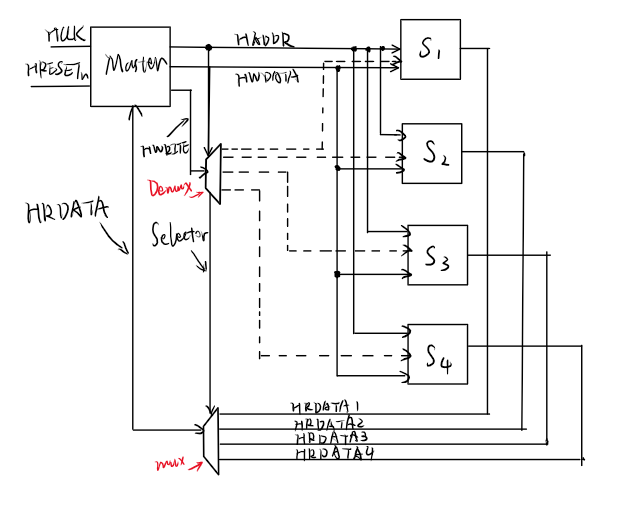 HCLK
HRESETn
Master
HADDR
HWDATA
S1
HWRITE
S2
Demux
HRDATA
Selector
S3
S4
HRDATA1
HRDATA2
HRDATA3
HRDATA4
mux